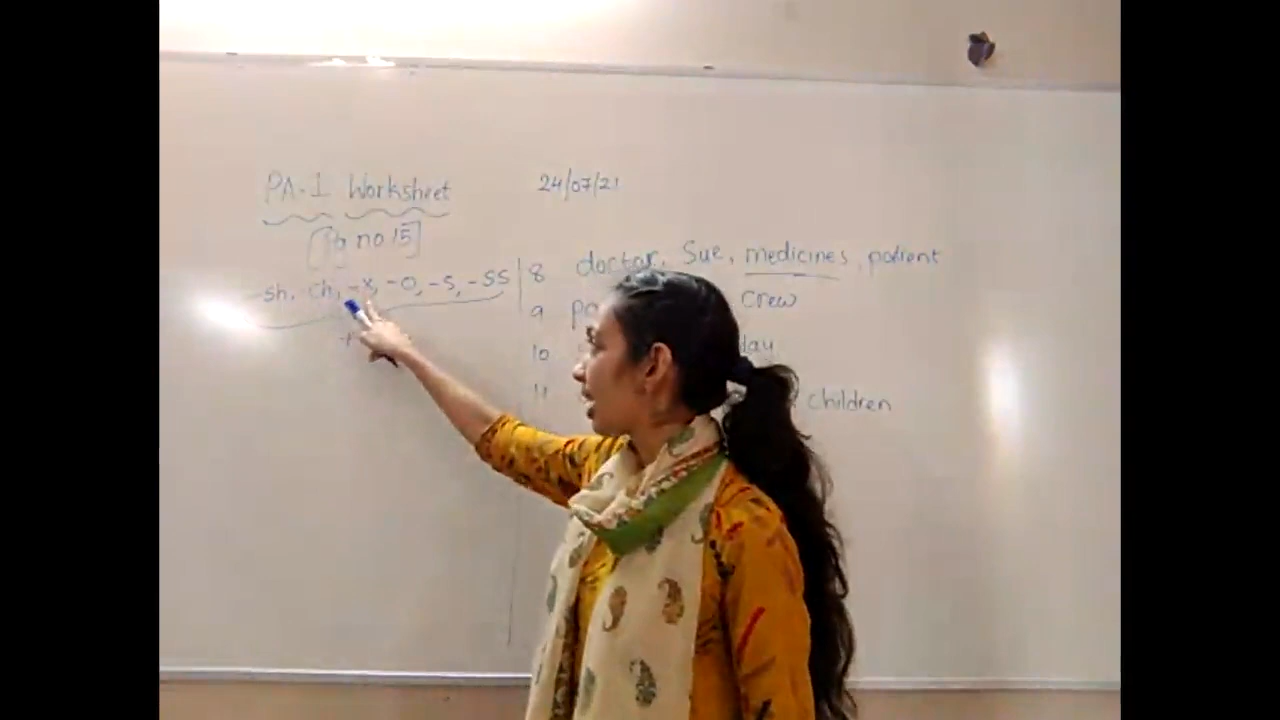 PA-1 Worksheet
24/07/21
[Pg no 15]
sh, ch, -x, -o, -s, -ss
8 doctor, Sue, medicines, patient
9 crew
10 day
11 children